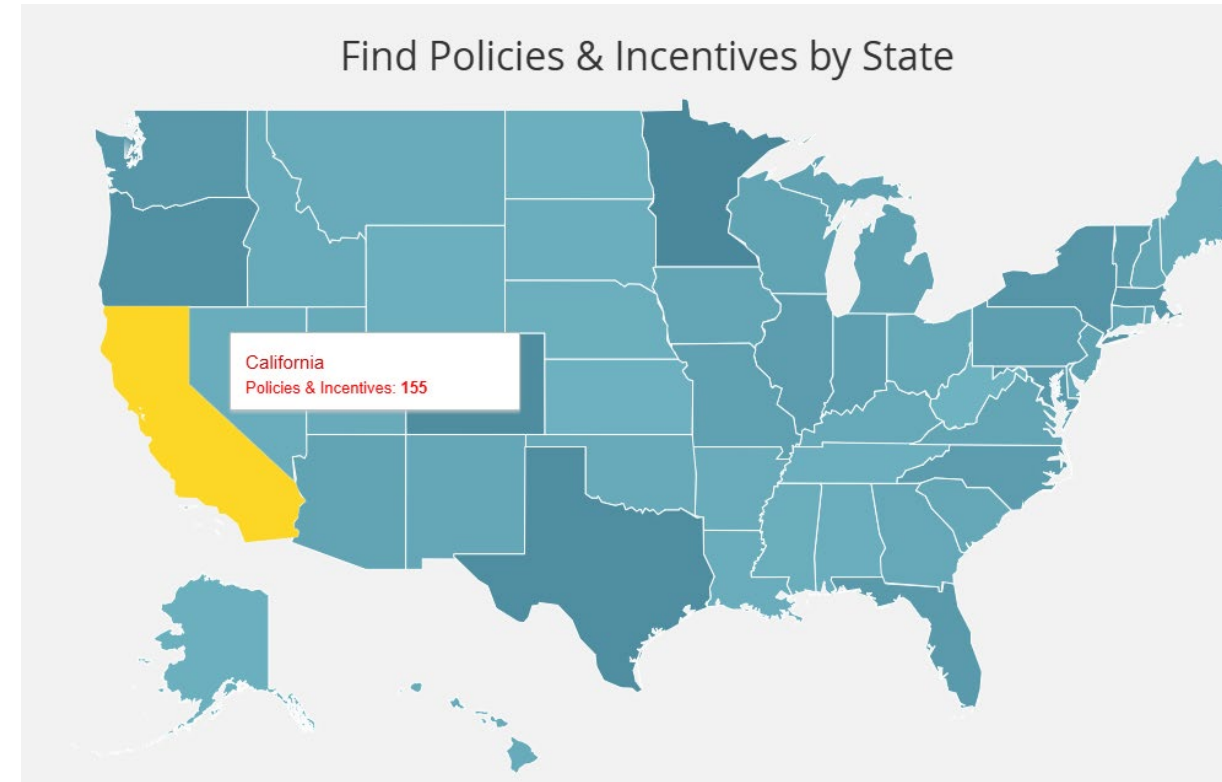 Find Policies & Incentives by State
California
Policies & Incentives: 155